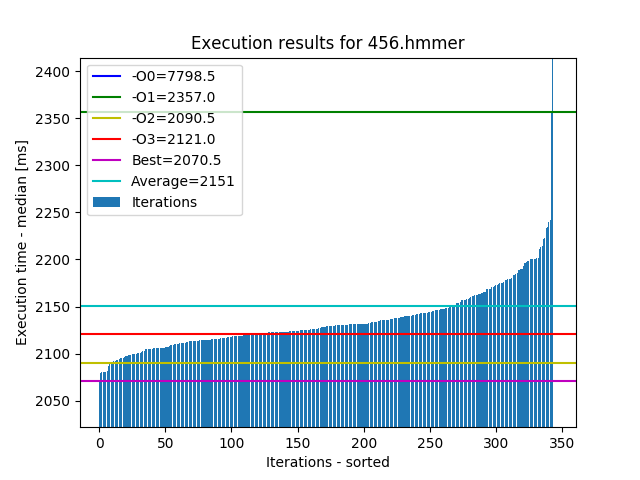 Execution results for 456.hmmer
Execution time - median [ms]
2400
2350
2300
2250
2200
2150
2100
2050
-O0=7798.5
-O1=2357.0
-O2=2090.5
-O3=2121.0
Best=2070.5
Average=2151
Iterations
0 50 100 150 200 250 300 350
Iterations - sorted